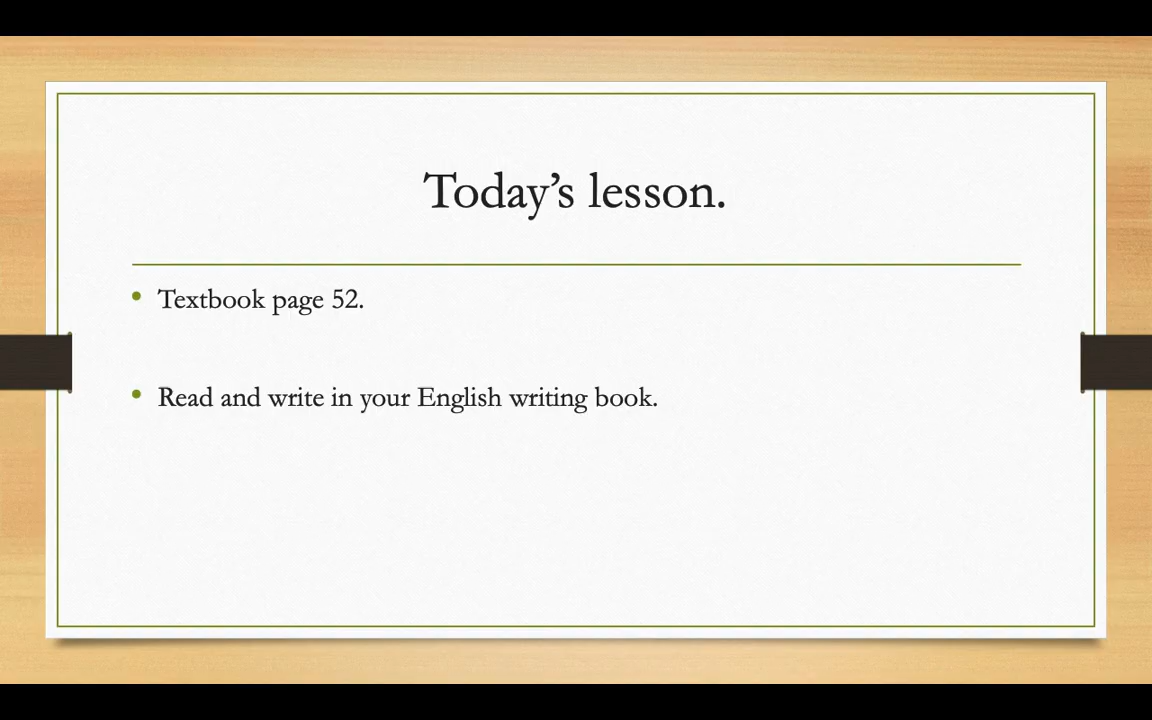 Today’s lesson.
Textbook page 52.
Read and write in your English writing book.